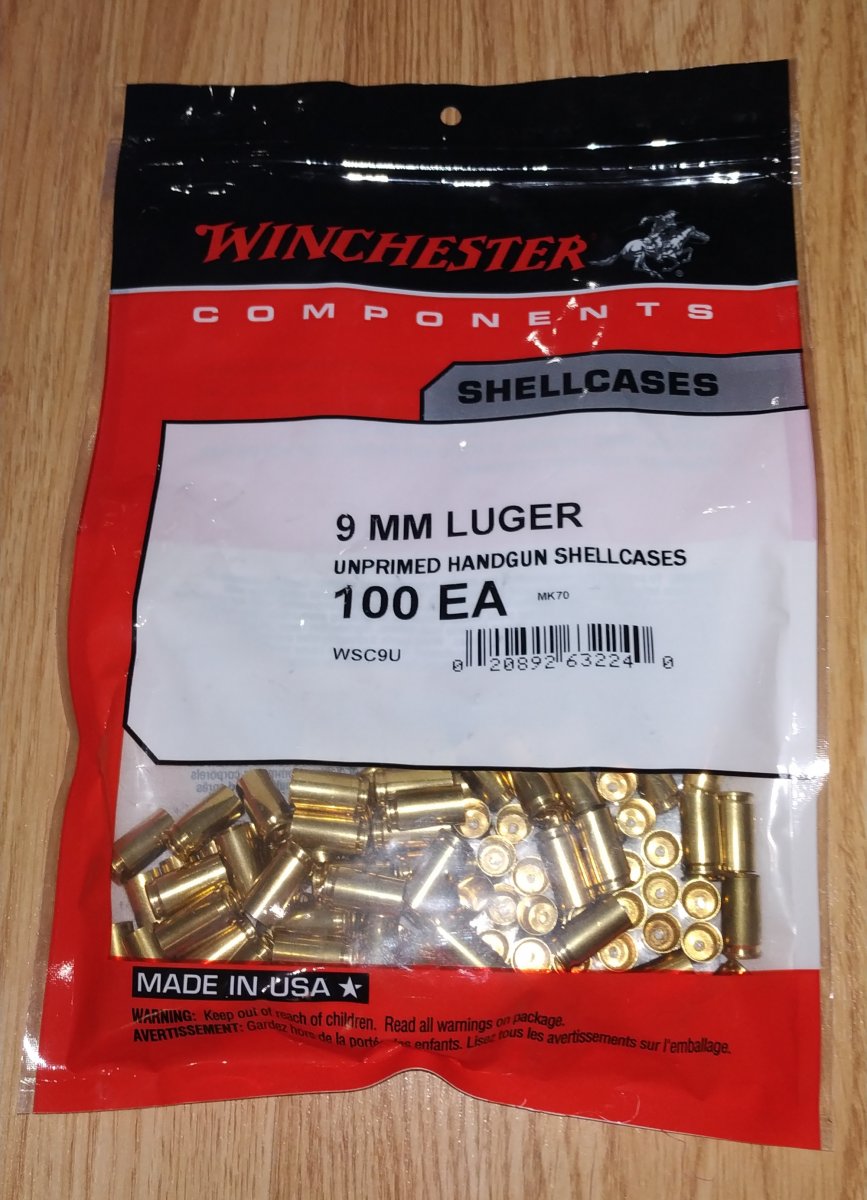 WINCHESTER
COMPONENTS
SHELLCASES
9 MM LUGER
UNPRIMED HANDGUN SHELLCASES
100 EA MK70
WSC9U
0 20892 63224 0
MADE IN USA
WARNING: Keep out of reach of children. Read all warnings on package.
AVERTISSEMENT: Gardez hors de la portée des enfants. Lisez tous les avertissements sur l'emballage.